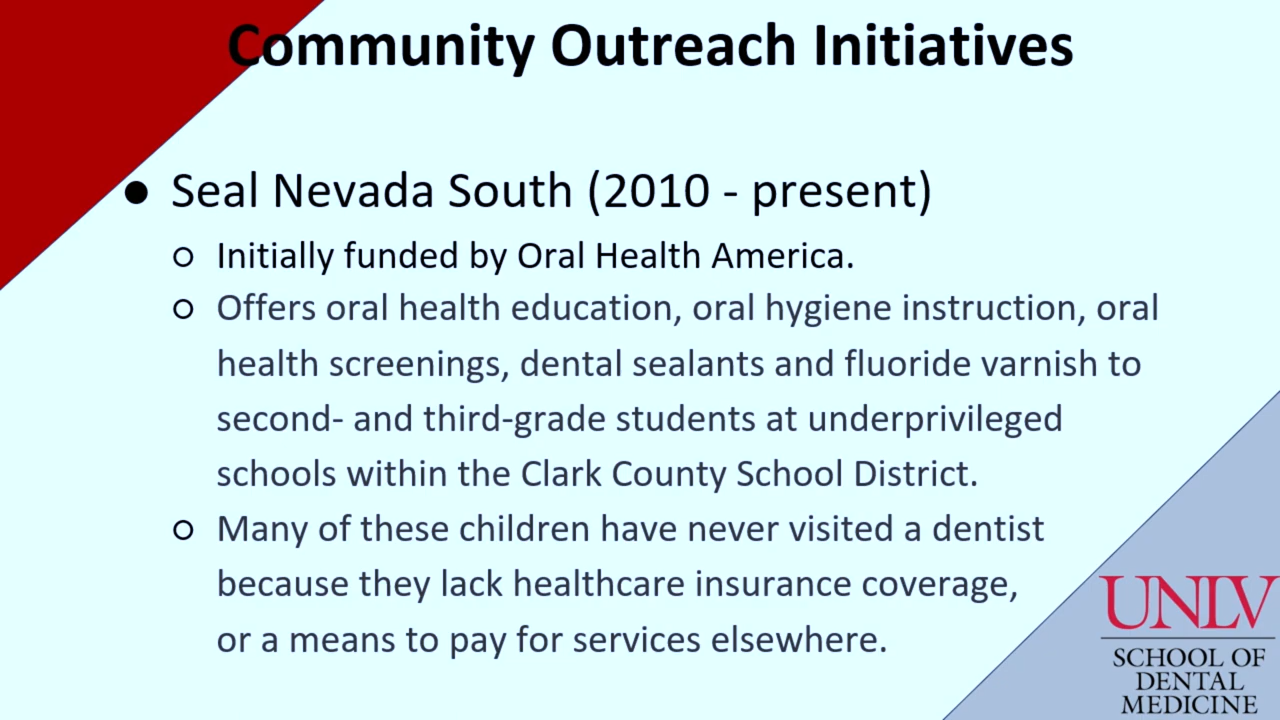 Community Outreach Initiatives
● Seal Nevada South (2010 - present)
○ Initially funded by Oral Health America.
○ Offers oral health education, oral hygiene instruction, oral
health screenings, dental sealants and fluoride varnish to
second- and third-grade students at underprivileged
schools within the Clark County School District.
○ Many of these children have never visited a dentist
because they lack healthcare insurance coverage,
or a means to pay for services elsewhere.
UNLV
SCHOOL OF
DENTAL
MEDICINE